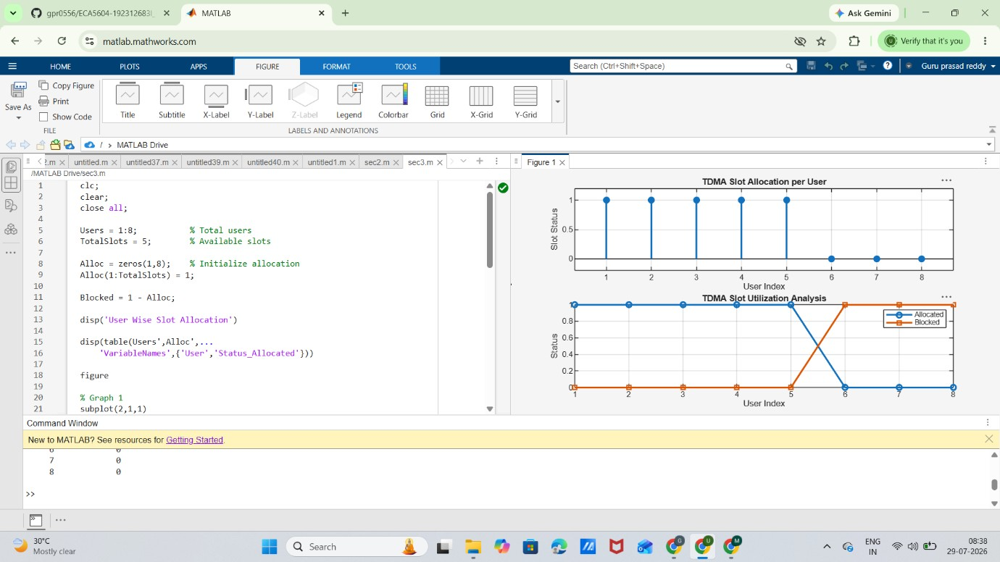 gpr0556/ECA5604-192312683
MATLAB
Ask Gemini
matlab.mathworks.com
Verify that it's you
HOME
PLOTS
APPS
FIGURE
FORMAT
TOOLS
Search (Ctrl+Shift+Space)
Guru prasad reddy
Save As
Copy Figure
Print
Show Code
FILE
Title
Subtitle
X-Label
Y-Label
Z-Label
Legend
Colorbar
Grid
X-Grid
Y-Grid
LABELS AND ANNOTATIONS
/ > MATLAB Drive
2.m
untitled.m
untitled37.m
untitled39.m
untitled40.m
untitled1.m
sec2.m
sec3.m
/MATLAB Drive/sec3.m
1 clc;
2 clear;
3 close all;
4
5 Users = 1:8; % Total users
6 TotalSlots = 5; % Available slots
7
8 Alloc = zeros(1,8); % Initialize allocation
9 Alloc(1:TotalSlots) = 1;
10
11 Blocked = 1 - Alloc;
12
13 disp('User Wise Slot Allocation')
14
15 disp(table(Users',Alloc',...
16 'VariableNames',{'User','Status_Allocated'}))
17
18 figure
19
20 % Graph 1
21 subplot(2,1,1)
Figure 1
TDMA Slot Allocation per User
Slot Status
1
0.5
0
1 2 3 4 5 6 7 8
User Index
TDMA Slot Utilization Analysis
Status
1
0.8
0.6
0.4
0.2
0
Allocated
Blocked
1 2 3 4 5 6 7 8
User Index
Command Window
New to MATLAB? See resources for Getting Started.
6 0
7 0
8 0
>>
30°C
Mostly clear
Search
ENG
IN
08:38
29-07-2026